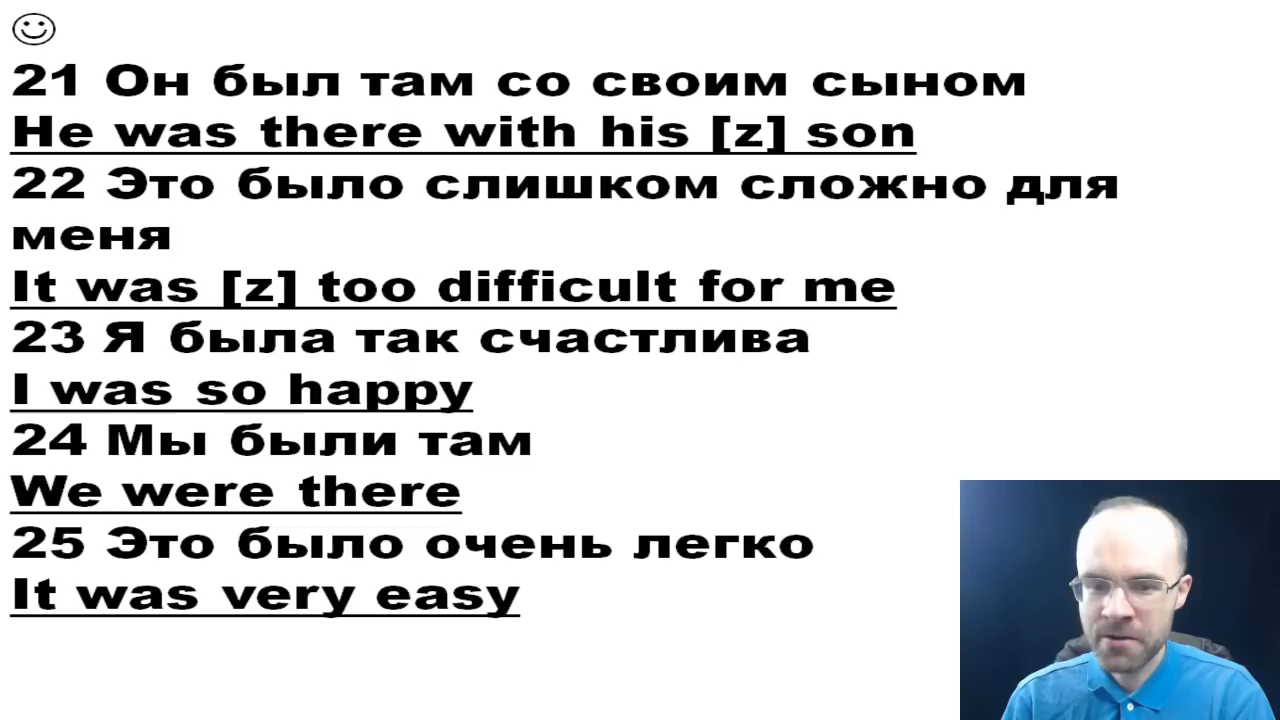 21 Он был там со своим сыном
He was there with his [z] son
22 Это было слишком сложно для
меня
It was [z] too difficult for me
23 Я была так счастлива
I was so happy
24 Мы были там
We were there
25 Это было очень легко
It was very easy